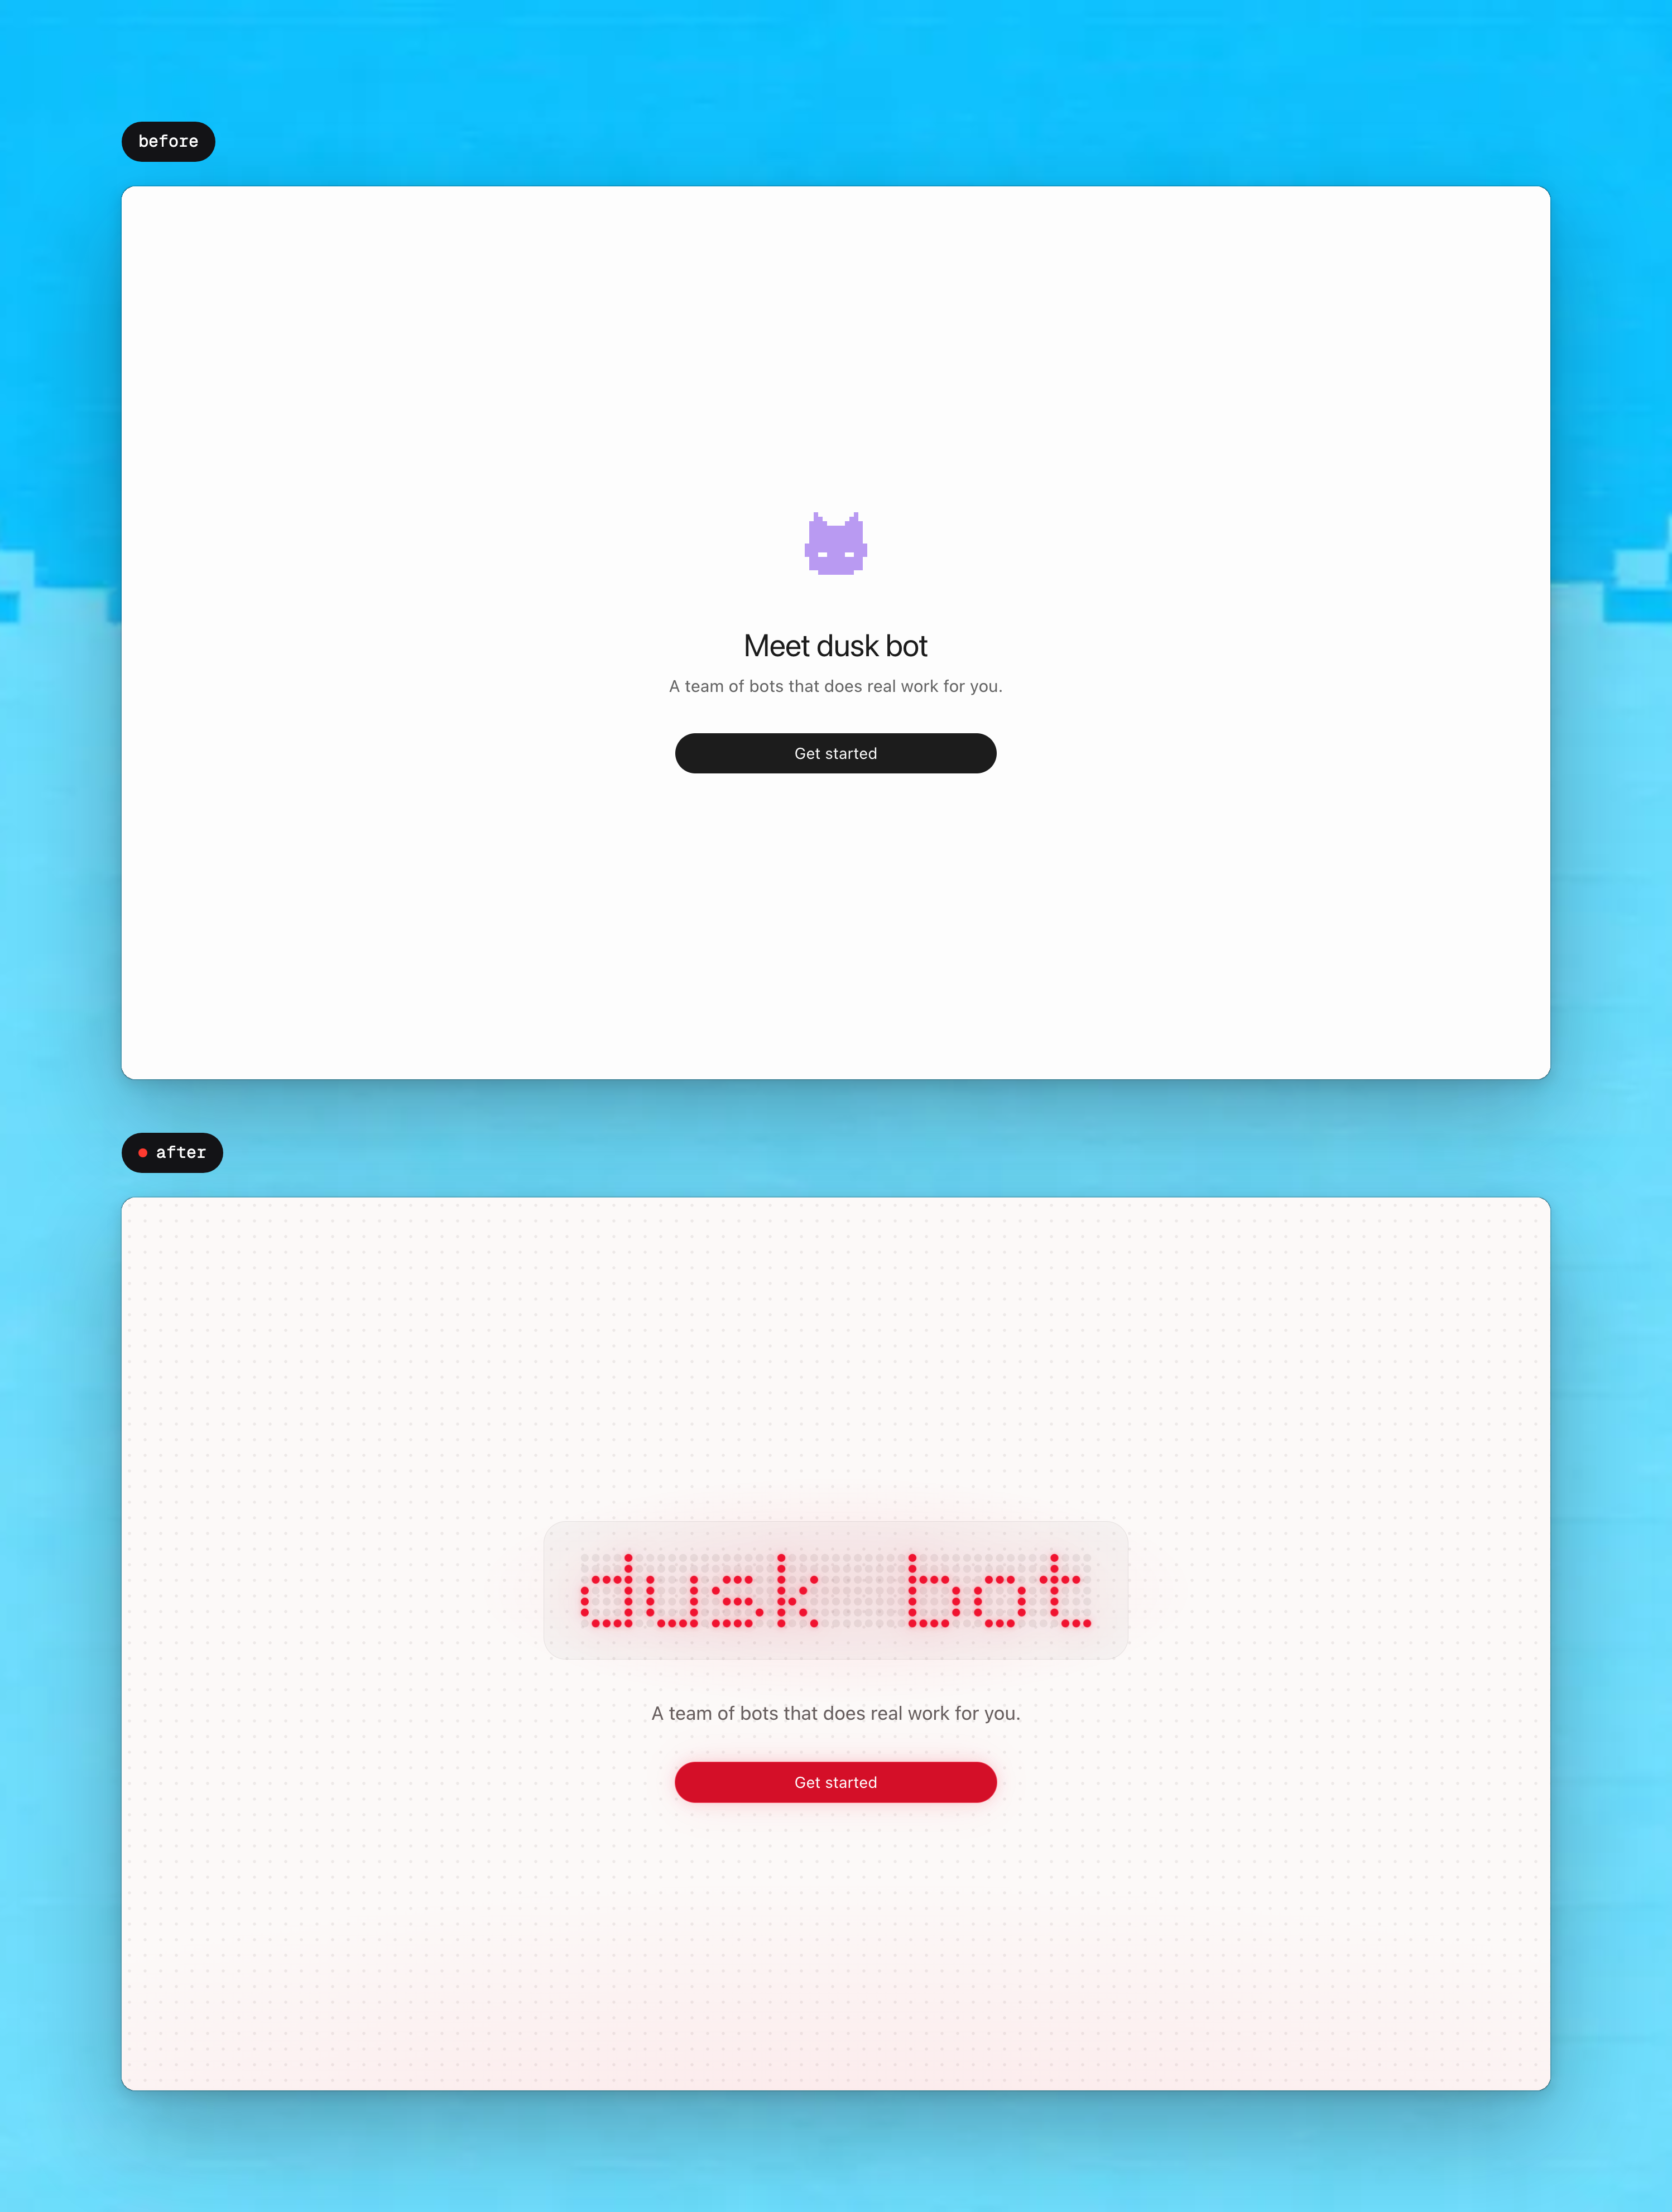 before
Meet dusk bot
A team of bots that does real work for you.
Get started
after
dusk bot
A team of bots that does real work for you.
Get started